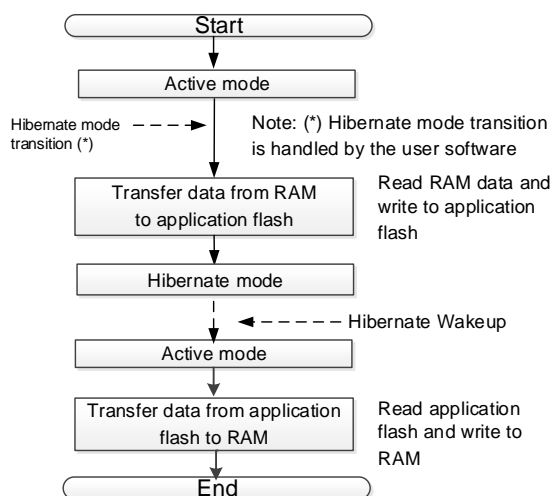 Start
Active mode
Hibernate mode
transition (*)
Note: (*) Hibernate mode transition
is handled by the user software
Transfer data from RAM
to application flash
Read RAM data and
write to application
flash
Hibernate mode
Hibernate Wakeup
Active mode
Transfer data from application
flash to RAM
Read application
flash and write to
RAM
End